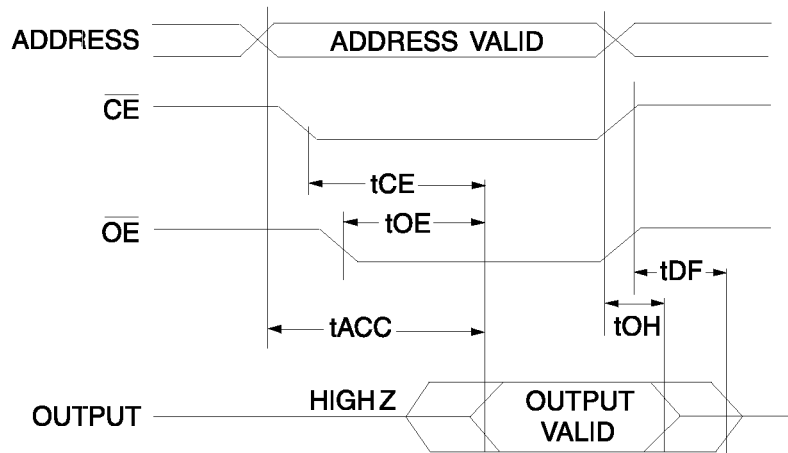 ADDRESS
ADDRESS VALID
CE
tCE
OE
tOE
tDF
tACC
tOH
HIGH Z
OUTPUT
OUTPUT
VALID